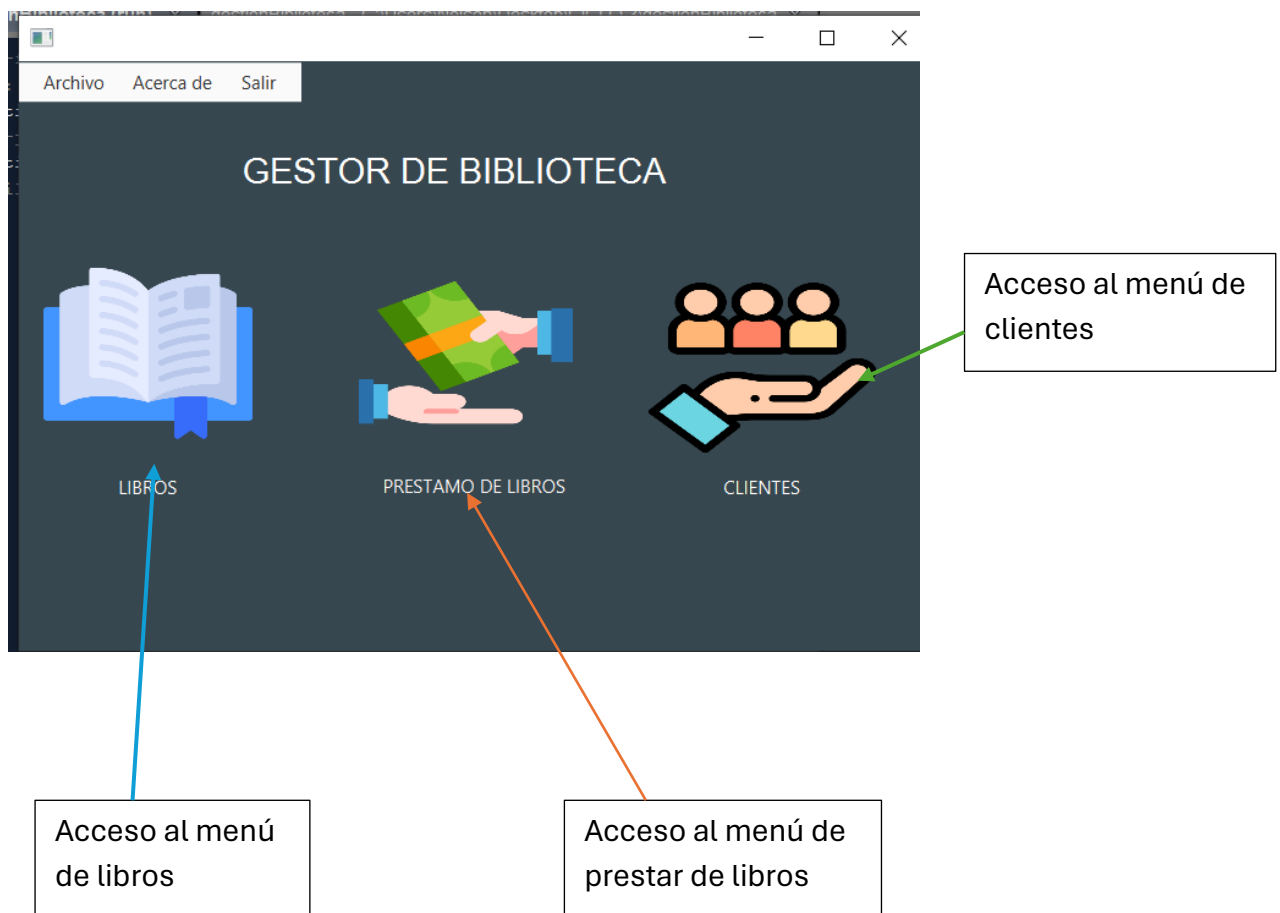 Archivo Acerca de Salir
GESTOR DE BIBLIOTECA
LIBROS PRESTAMO DE LIBROS CLIENTES
Acceso al menú de
clientes
Acceso al menú
de libros
Acceso al menú de
prestar de libros